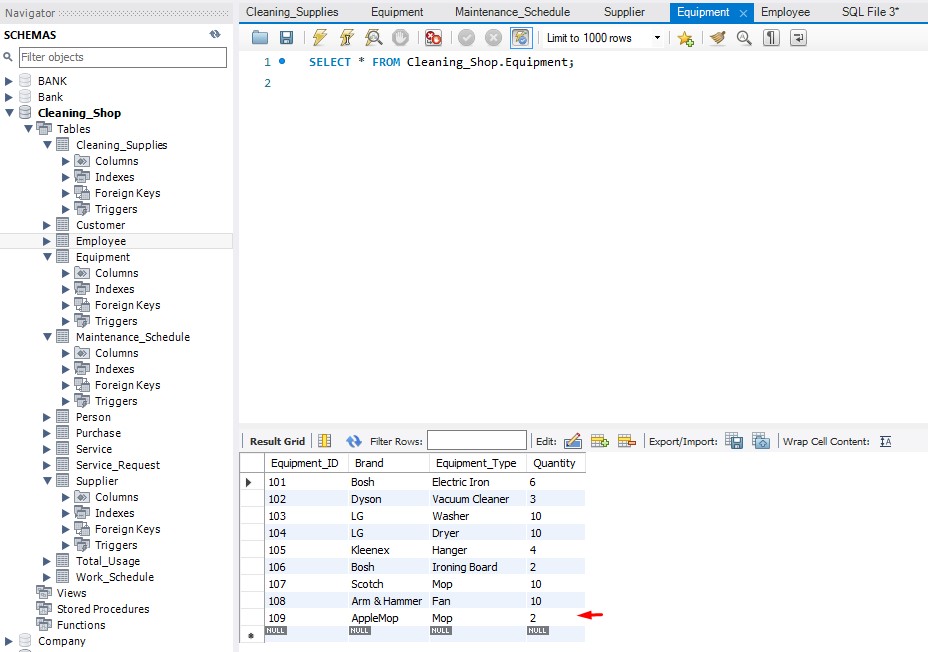 Navigator
SCHEMAS
Filter objects
BANK
Bank
Cleaning_Shop
Tables
Cleaning_Supplies
Columns
Indexes
Foreign Keys
Triggers
Customer
Employee
Equipment
Columns
Indexes
Foreign Keys
Triggers
Maintenance_Schedule
Columns
Indexes
Foreign Keys
Triggers
Person
Purchase
Service
Service_Request
Supplier
Columns
Indexes
Foreign Keys
Triggers
Total_Usage
Work_Schedule
Views
Stored Procedures
Functions
Company
Cleaning_Supplies Equipment Maintenance_Schedule Supplier Equipment Employee SQL File 3*
Limit to 1000 rows
1 SELECT * FROM Cleaning_Shop.Equipment;
2
Result Grid Filter Rows: Edit: Export/Import: Wrap Cell Content:
Equipment_ID Brand Equipment_Type Quantity
101 Bosh Electric Iron 6
102 Dyson Vacuum Cleaner 3
103 LG Washer 10
104 LG Dryer 10
105 Kleenex Hanger 4
106 Bosh Ironing Board 2
107 Scotch Mop 10
108 Arm & Hammer Fan 10
109 AppleMop Mop 2
NULL NULL NULL NULL